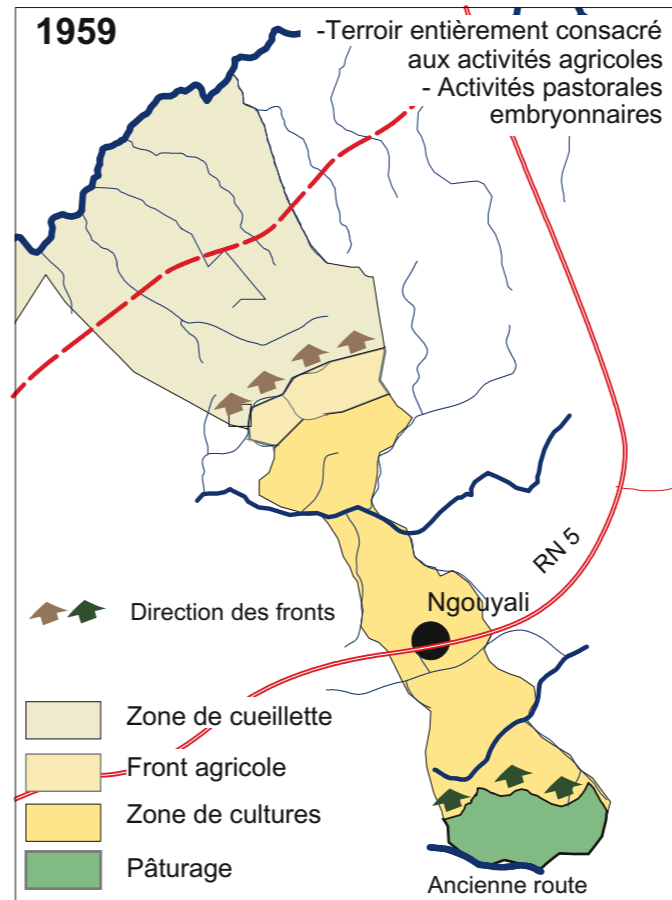 1959
-Terroir entièrement consacré
aux activités agricoles
- Activités pastorales
embryonnaires
RN 5
Ngouyali
Direction des fronts
Zone de cueillette
Front agricole
Zone de cultures
Pâturage
Ancienne route